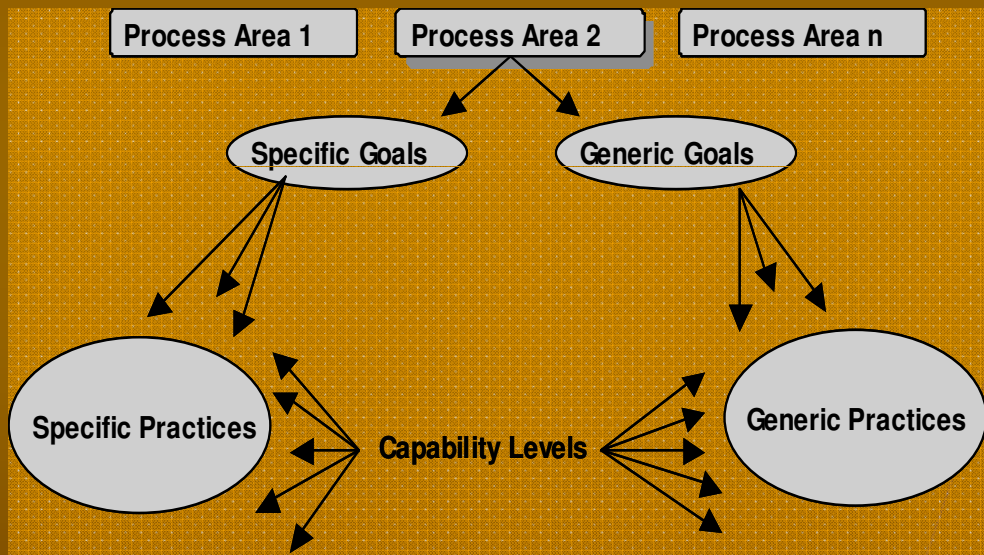 Process Area 1
Process Area 2
Process Area n
Specific Goals
Generic Goals
Specific Practices
Capability Levels
Generic Practices